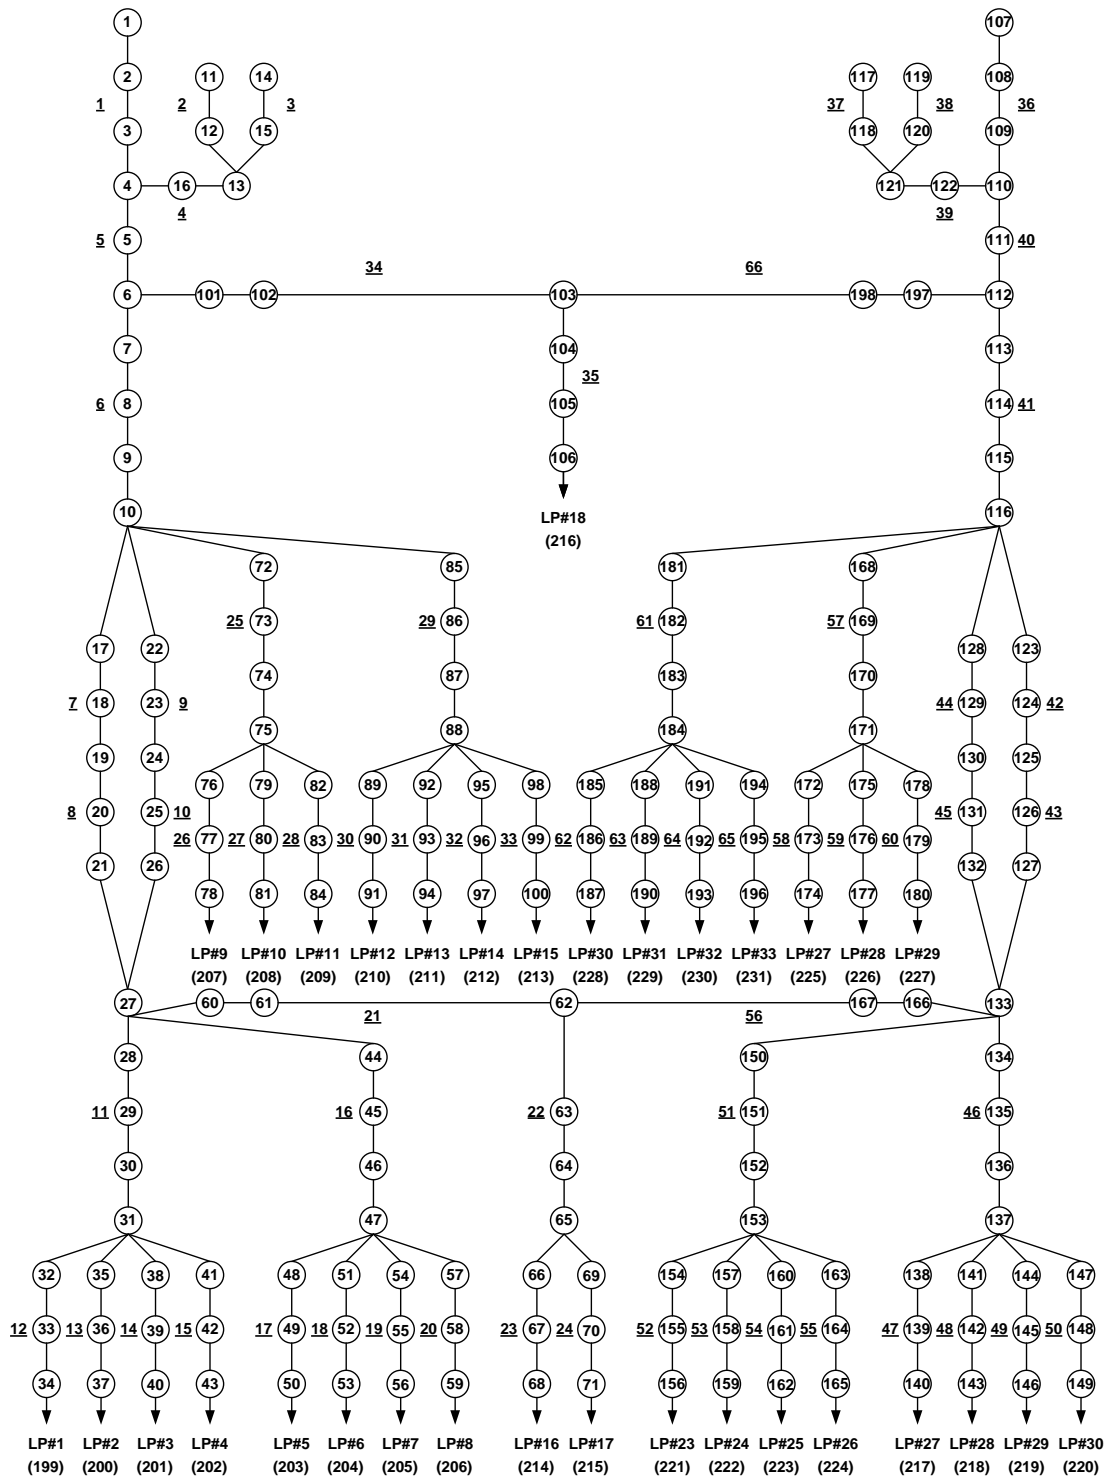 1 107
2 11 14 117 119 108
1 2 3 37 38 36
3 12 15 118 120 109
4 16 13 121 122 110
4 39
5 5 111 40
34 66
6 101 102 103 198 197 112
7 104 113
35
6 8 105 114 41
9 106 115
10 116
LP#18
(216)
72 85 181 168
25 73 29 86 61 182 57 169
17 22 128 123
74 87 183 170
7 18 23 9 44 129 124 42
75 88 184 171
19 24 130 125
76 79 82 89 92 95 98 185 188 191 194 172 175 178
8 20 25 10 45 131 126 43
26 77 27 80 28 83 30 90 31 93 32 96 33 99 62 186 63 189 64 192 65 195 58 173 59 176 60 179
21 26 132 127
78 81 84 91 94 97 100 187 190 193 196 174 177 180
LP#9 LP#10 LP#11 LP#12 LP#13 LP#14 LP#15 LP#30 LP#31 LP#32 LP#33 LP#27 LP#28 LP#29
(207) (208) (209) (210) (211) (212) (213) (228) (229) (230) (231) (225) (226) (227)
27 60 61 62 167 166 133
21 56
28 44 150 134
11 29 16 45 22 63 51 151 46 135
30 46 64 152 136
31 47 65 153 137
32 35 38 41 48 51 54 57 66 69 154 157 160 163 138 141 144 147
12 33 13 36 14 39 15 42 17 49 18 52 19 55 20 58 23 67 24 70 52 155 53 158 54 161 55 164 47 139 48 142 49 145 50 148
34 37 40 43 50 53 56 59 68 71 156 159 162 165 140 143 146 149
LP#1 LP#2 LP#3 LP#4 LP#5 LP#6 LP#7 LP#8 LP#16 LP#17 LP#23 LP#24 LP#25 LP#26 LP#27 LP#28 LP#29 LP#30
(199) (200) (201) (202) (203) (204) (205) (206) (214) (215) (221) (222) (223) (224) (217) (218) (219) (220)